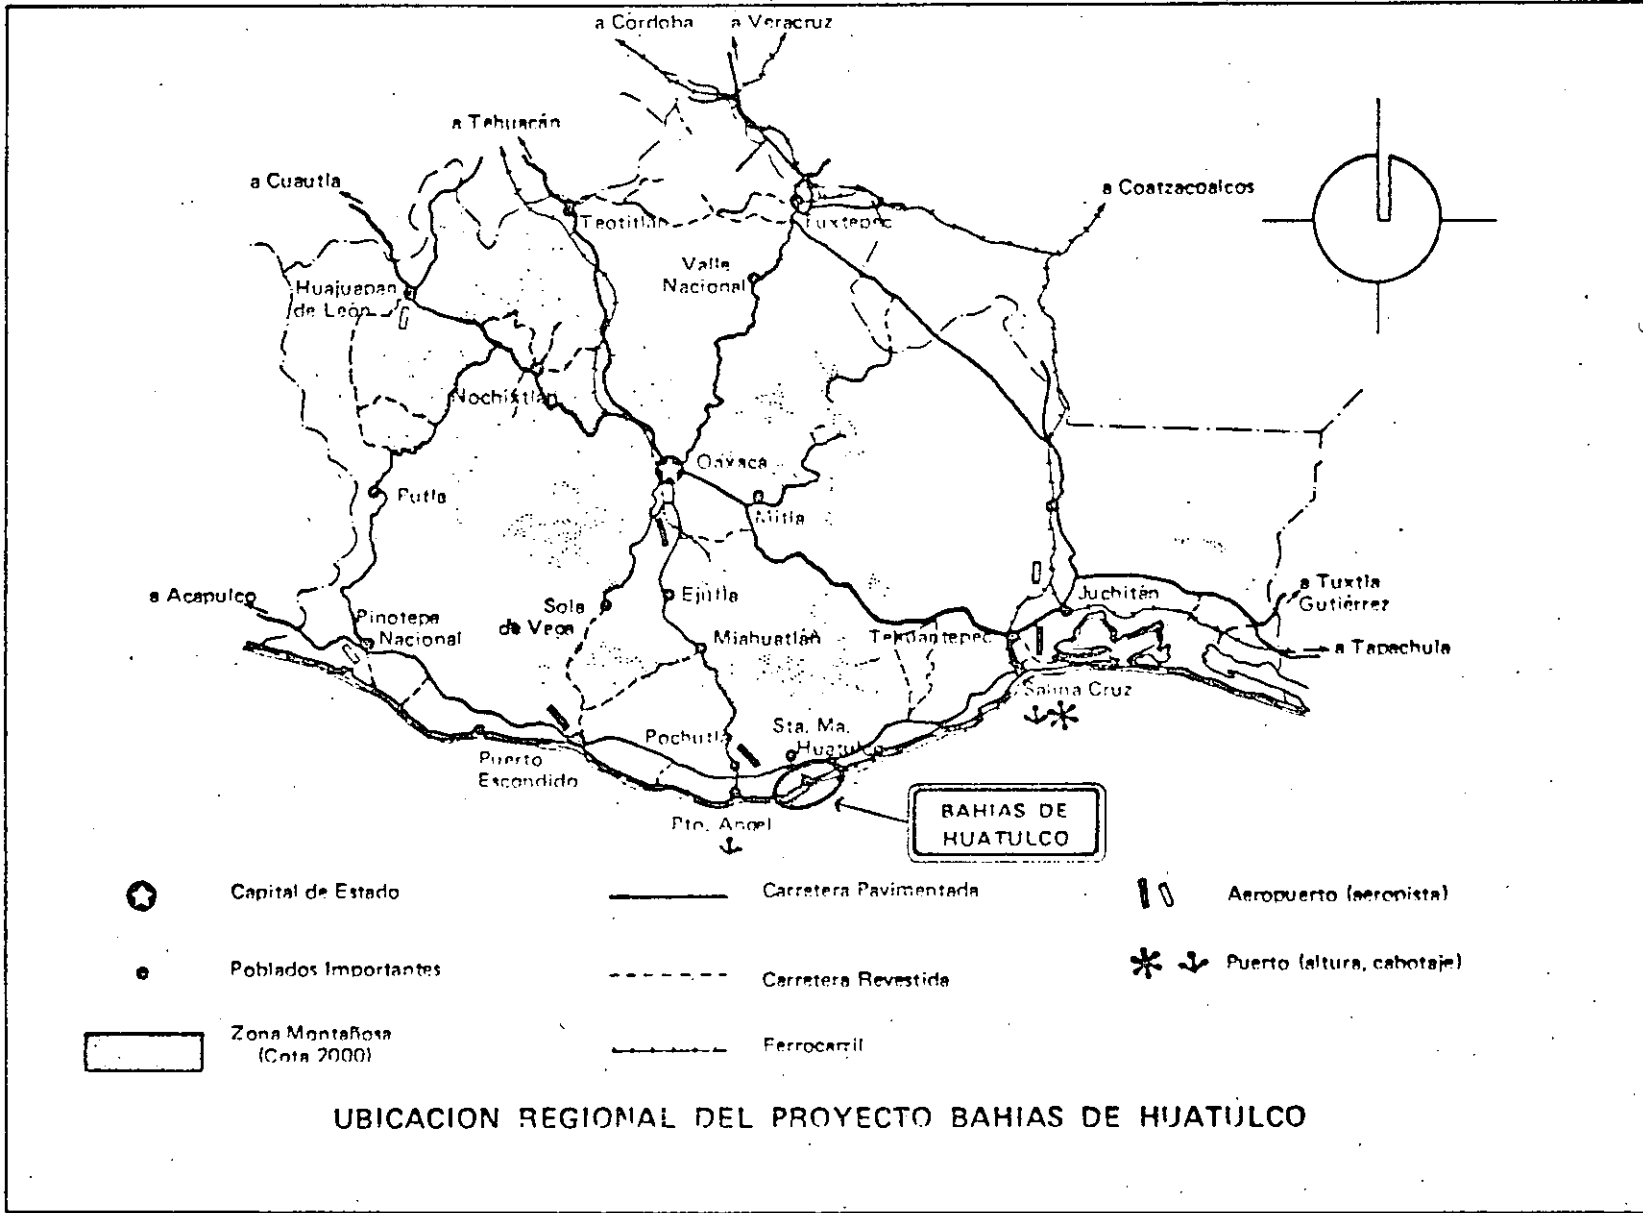 a Córdoba
a Veracruz
a Tehuacán
a Cuautla
a Coatzacoalcos
Teotitlán
Tuxtepec
Valle
Nacional
Huajuapan
de León
Nochixtlán
Oaxaca
Putla
Mitla
a Acapulco
Pinotepa
Nacional
Sola
de Vega
Ejutla
Miahuatlán
Tehuantepec
Juchitán
a Tuxtla
Gutiérrez
a Tapachula
Salina Cruz
Pochutla
Sta. Ma.
Huatulco
Puerto
Escondido
Pto. Angel
BAHIAS DE
HUATULCO
Capital de Estado
Carretera Pavimentada
Aeropuerto (aeropista)
Poblados Importantes
Carretera Revestida
Puerto (altura, cabotaje)
Zona Montañosa
(Cota 2000)
Ferrocarril
UBICACION REGIONAL DEL PROYECTO BAHIAS DE HUATULCO